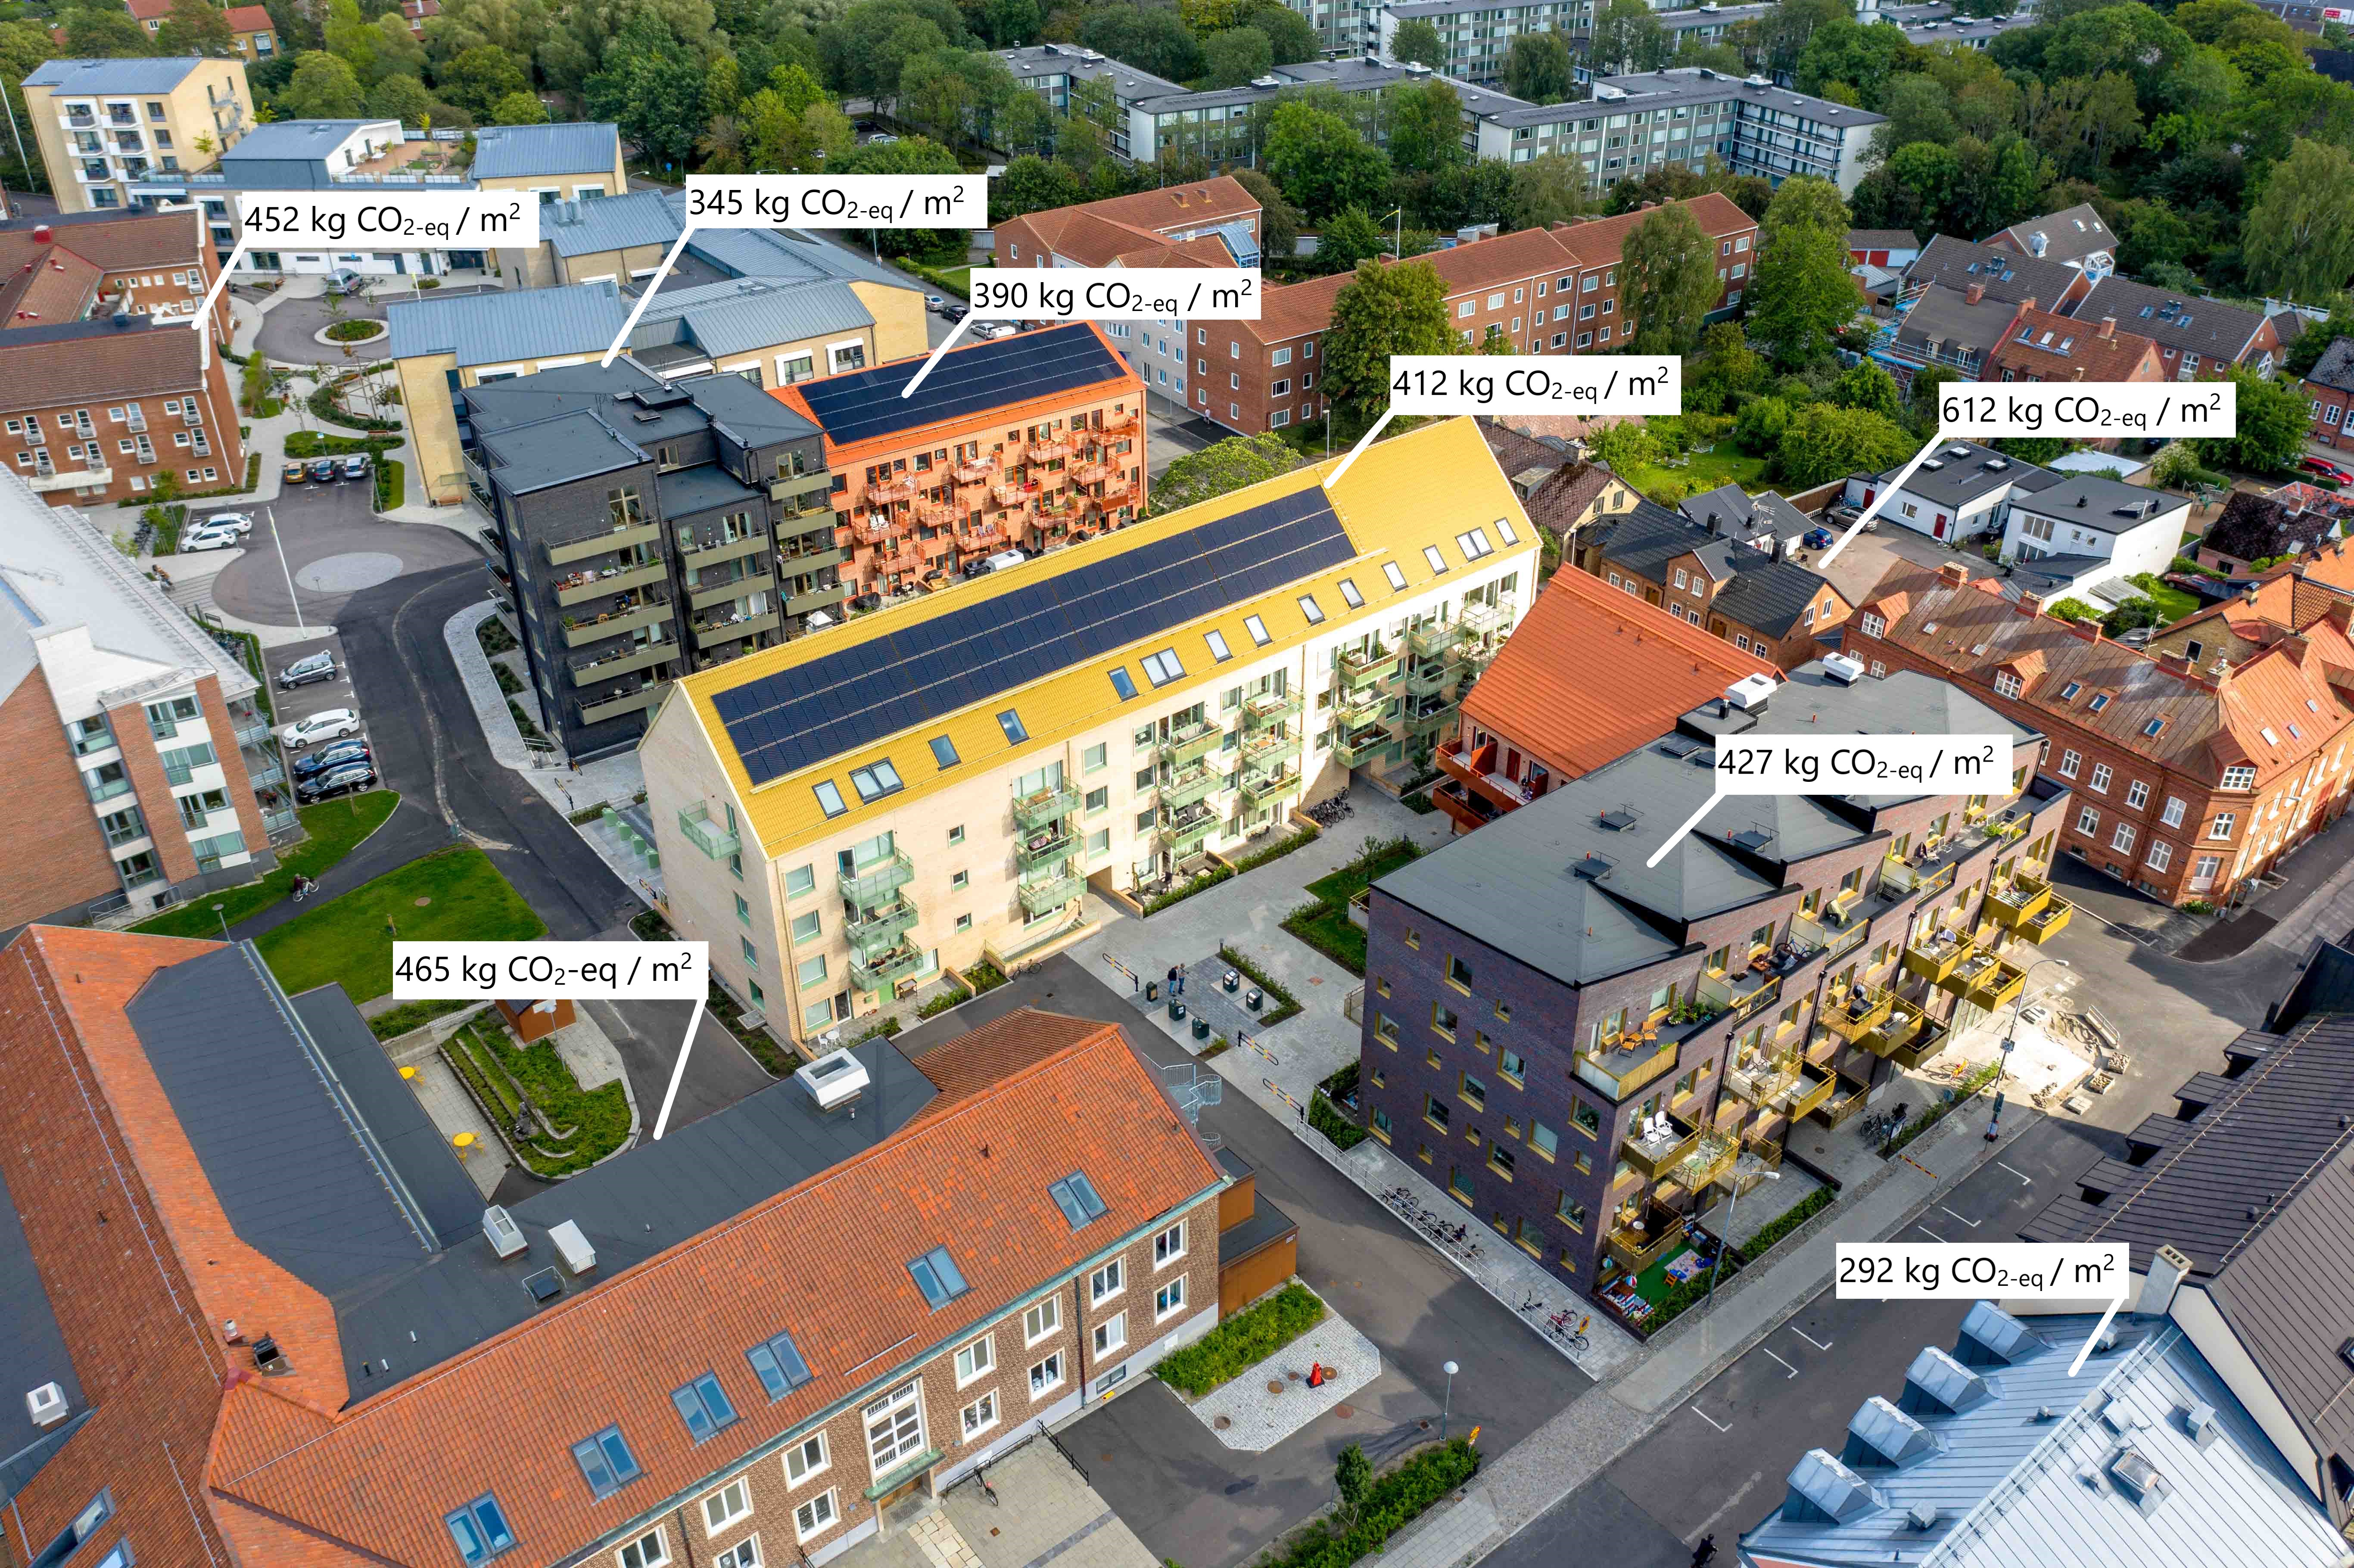 345 kg CO₂₋eq / m²
452 kg CO₂₋eq / m²
390 kg CO₂₋eq / m²
412 kg CO₂₋eq / m²
612 kg CO₂₋eq / m²
427 kg CO₂₋eq / m²
465 kg CO₂-eq / m²
292 kg CO₂₋eq / m²